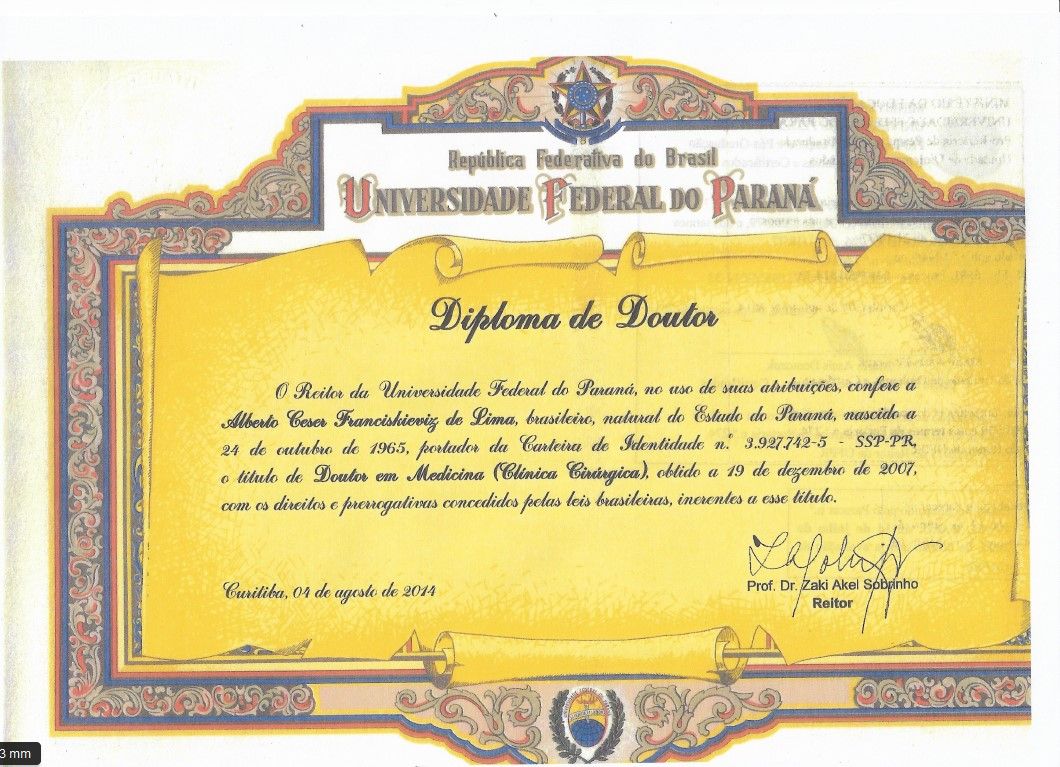 República Federativa do Brasil
UNIVERSIDADE FEDERAL DO PARANÁ
Diploma de Doutor
O Reitor da Universidade Federal do Paraná, no uso de suas atribuições, confere a
Alberto Ceser Franciskieviz de Lima, brasileiro, natural do Estado do Paraná, nascido a
24 de outubro de 1965, portador da Carteira de Identidade n.º 3.927.742-5 - SSP-PR,
o título de Doutor em Medicina (Clínica Cirúrgica), obtido a 19 de dezembro de 2007,
com os direitos e prerrogativas concedidos pelas leis brasileiras, inerentes a esse título.
Curitiba, 04 de agosto de 2014
Prof. Dr. Zaki Akel Sobrinho
Reitor
3 mm